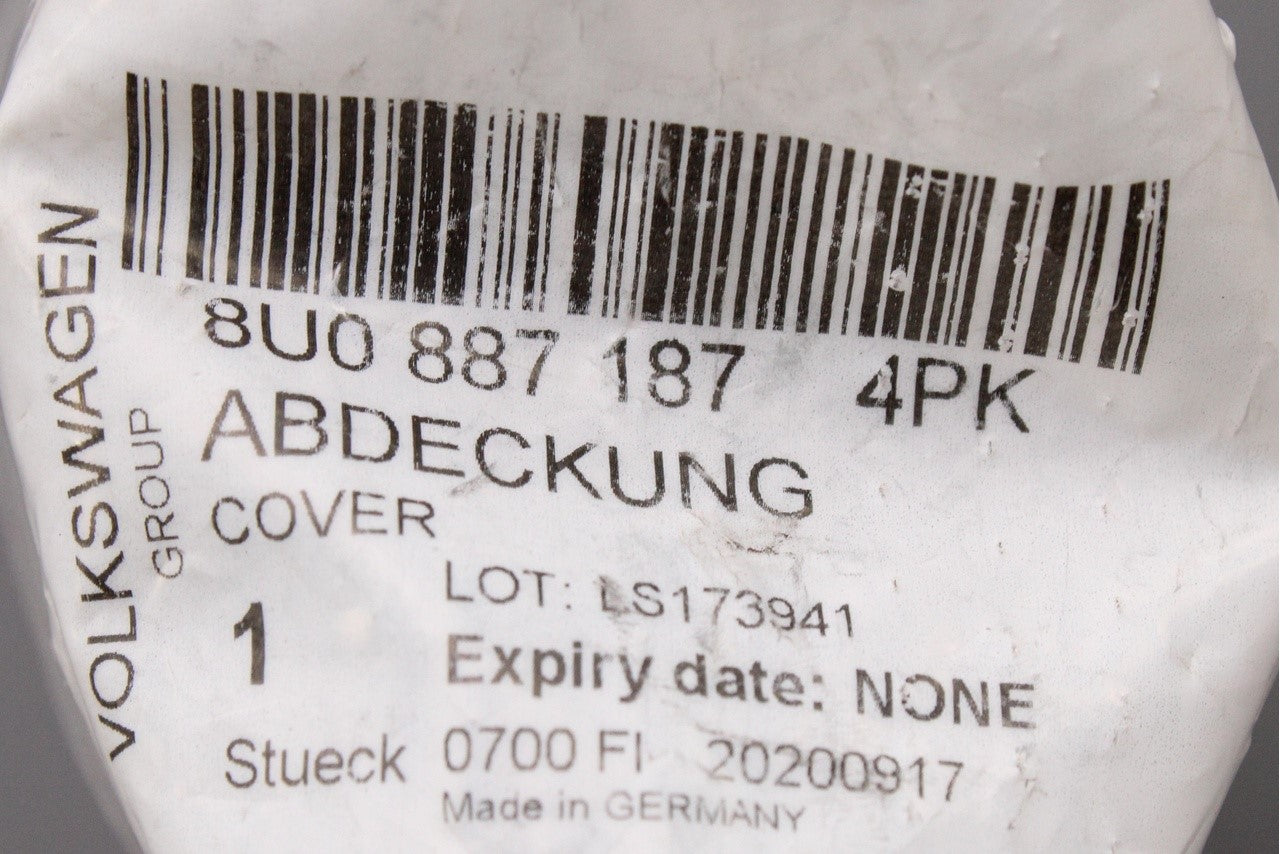 VOLKSWAGEN
GROUP
8U0 887 187 4PK
ABDECKUNG
COVER
LOT: LS173941
1
Expiry date: NONE
Stueck 0700 FI 20200917
Made in GERMANY